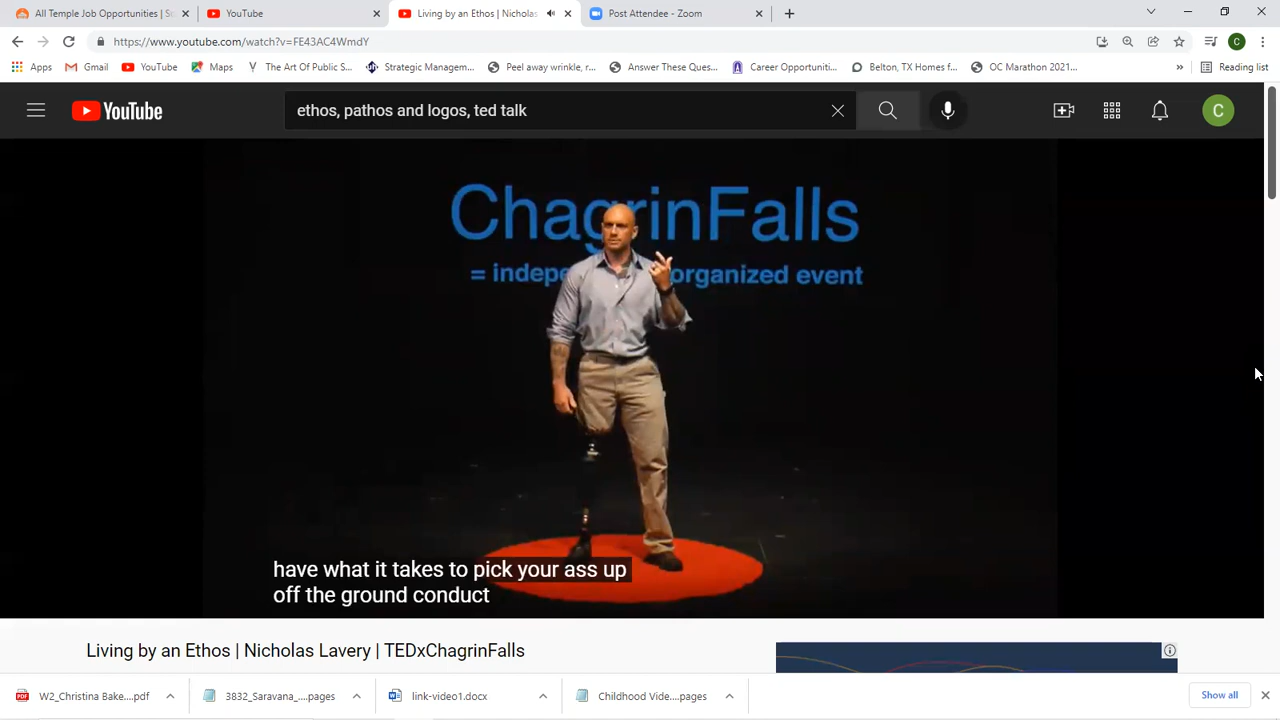 All Temple Job Opportunities | Sl
YouTube
Living by an Ethos | Nicholas
Post Attendee - Zoom
https://www.youtube.com/watch?v=FE43AC4WmdY
Apps
Gmail
YouTube
Maps
The Art Of Public S...
Strategic Managem...
Peel away wrinkle, r...
Answer These Que...
Career Opportuniti...
Belton, TX Homes f...
OC Marathon 2021...
»
Reading list
YouTube
ethos, pathos and logos, ted talk
C
ChagrinFalls
= indepe organized event
have what it takes to pick your ass up
off the ground conduct
Living by an Ethos | Nicholas Lavery | TEDxChagrinFalls
W2_Christina Bake....pdf
3832_Saravana_....pages
link-video1.docx
Childhood Vide....pages
Show all